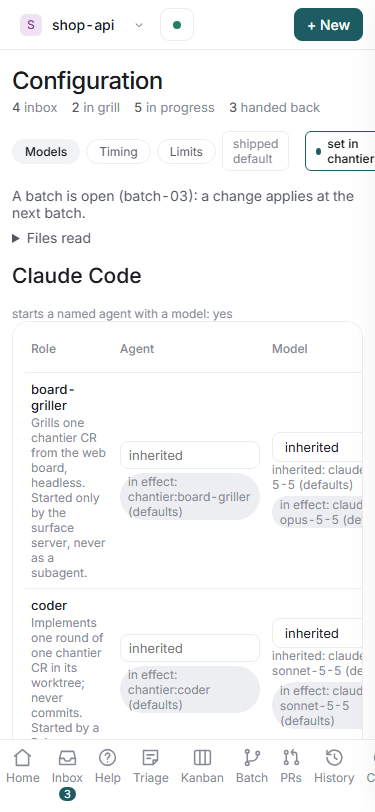 S shop-api + New
Configuration
4 inbox 2 in grill 5 in progress 3 handed back
Models Timing Limits shipped default set in chantier
A batch is open (batch-03): a change applies at the
next batch.
Files read
Claude Code
starts a named agent with a model: yes
Role Agent Model
board-
griller
Grills one
chantier CR
from the web
board,
headless.
Started only
by the
surface
server, never
as a
subagent.
inherited
in effect:
chantier:board-griller
(defaults)
inherited
inherited: claude
5-5 (defaults)
in effect: claud
opus-5-5 (de
coder
Implements
one round of
one chantier
CR in its
worktree;
never
commits.
Started by a
inherited
in effect:
chantier:coder
(defaults)
inherited
inherited: claude
sonnet-5-5 (defa
in effect: claud
sonnet-5-5
(defaults)
Home Inbox Help Triage Kanban Batch PRs History
3